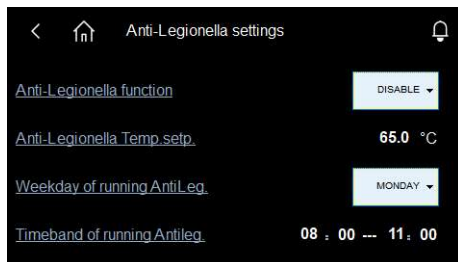 Anti-Legionella settings
Anti-Legionella function DISABLE
Anti-Legionella Temp.setp. 65.0 °C
Weekday of running AntiLeg. MONDAY
Timeband of running Antileg. 08 : 00 --- 11 : 00